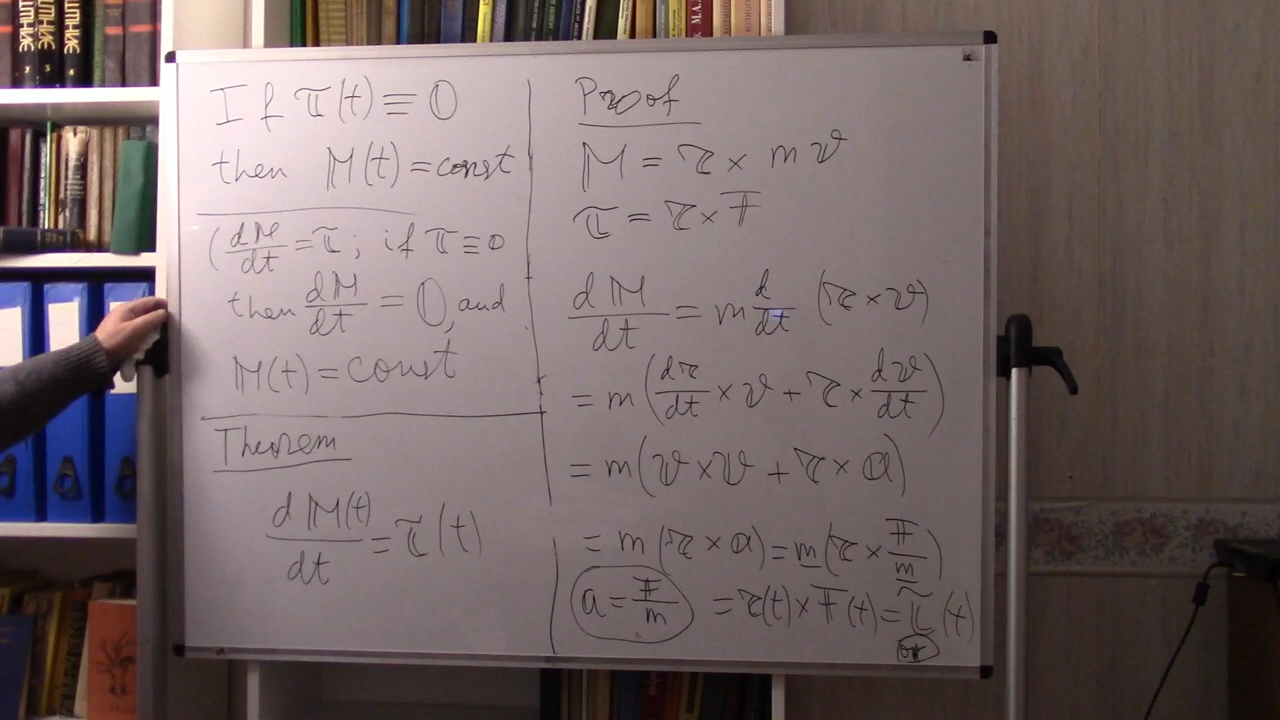 If τ(t) ≡ 0
then M(t) = const
(dM/dt = τ; if τ ≡ 0
then dM/dt = 0, and
M(t) = const
Theorem
dM(t)/dt = τ(t)
Proof
M = r × m v
τ = r × F
dM/dt = m d/dt (r × v)
= m (dr/dt × v + r × dv/dt)
= m (v × v + r × a)
= m (r × a) = m (r × F/m)
a = F/m
= r(t) × F(t) = τ(t)